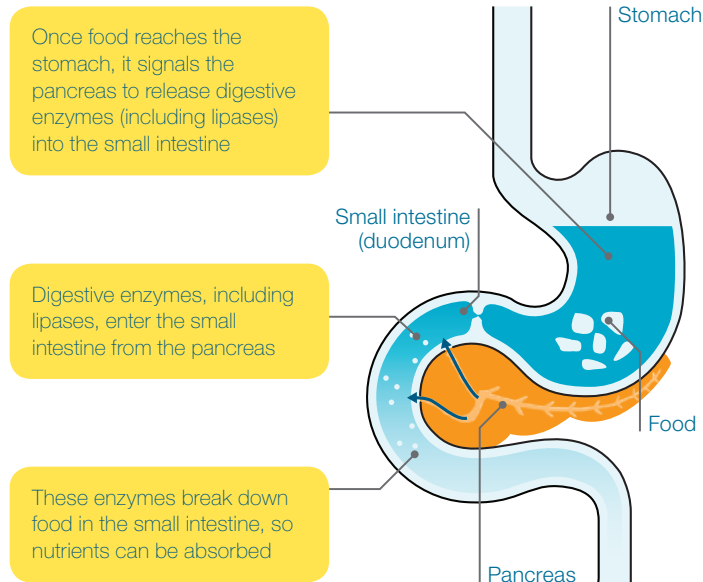 Once food reaches the
stomach, it signals the
pancreas to release digestive
enzymes (including lipases)
into the small intestine
Stomach
Small intestine
(duodenum)
Digestive enzymes, including
lipases, enter the small
intestine from the pancreas
Food
These enzymes break down
food in the small intestine, so
nutrients can be absorbed
Pancreas